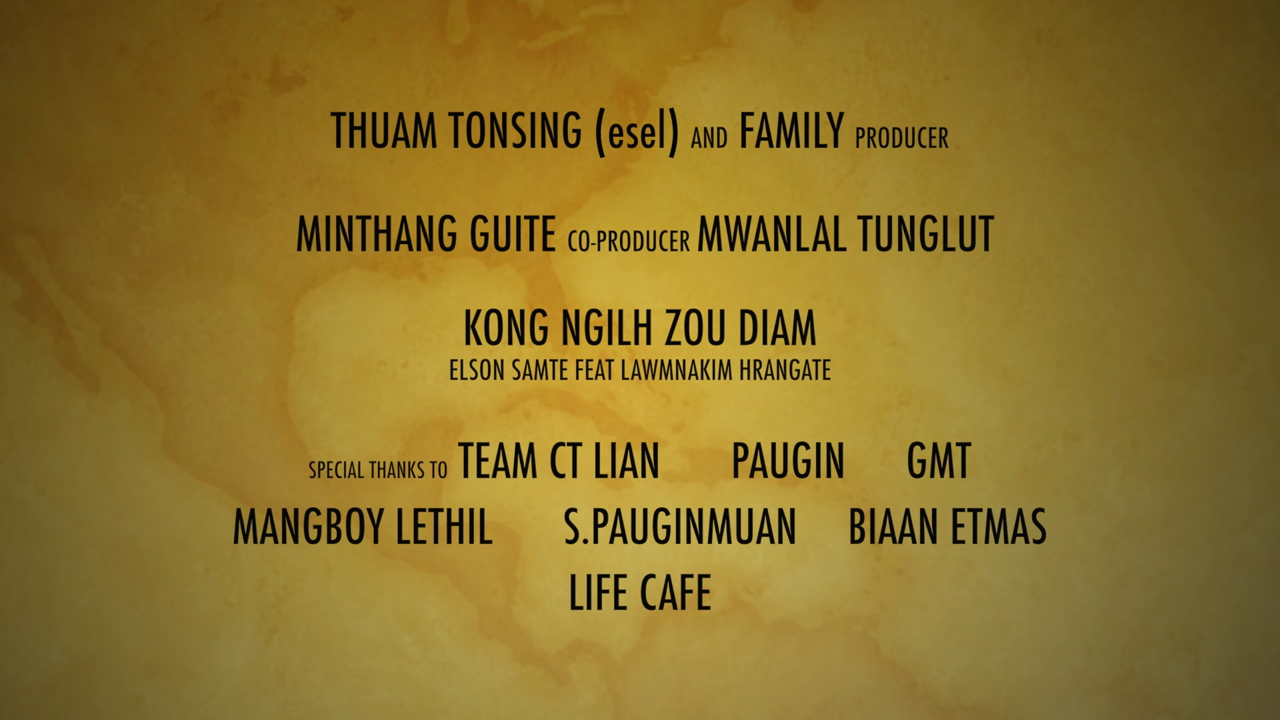 THUAM TONSING (esel) AND FAMILY PRODUCER
MINTHANG GUITE CO-PRODUCER MWANLAL TUNGLUT
KONG NGILH ZOU DIAM
ELSON SAMTE FEAT LAWMNAKIM HRANGATE
SPECIAL THANKS TO TEAM CT LIAN PAUGIN GMT
MANGBOY LETHIL S.PAUGINMUAN BIAAN ETMAS
LIFE CAFE